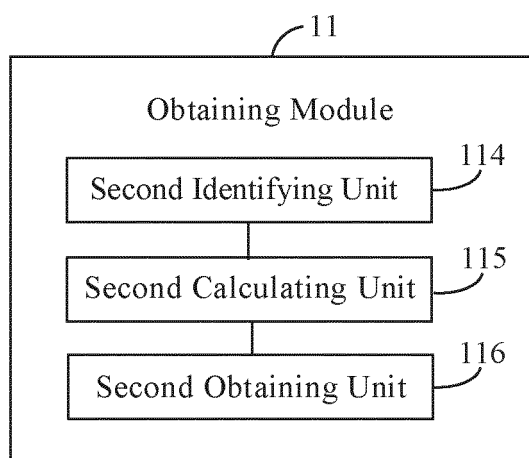 11
Obtaining Module
114
Second Identifying Unit
115
Second Calculating Unit
116
Second Obtaining Unit